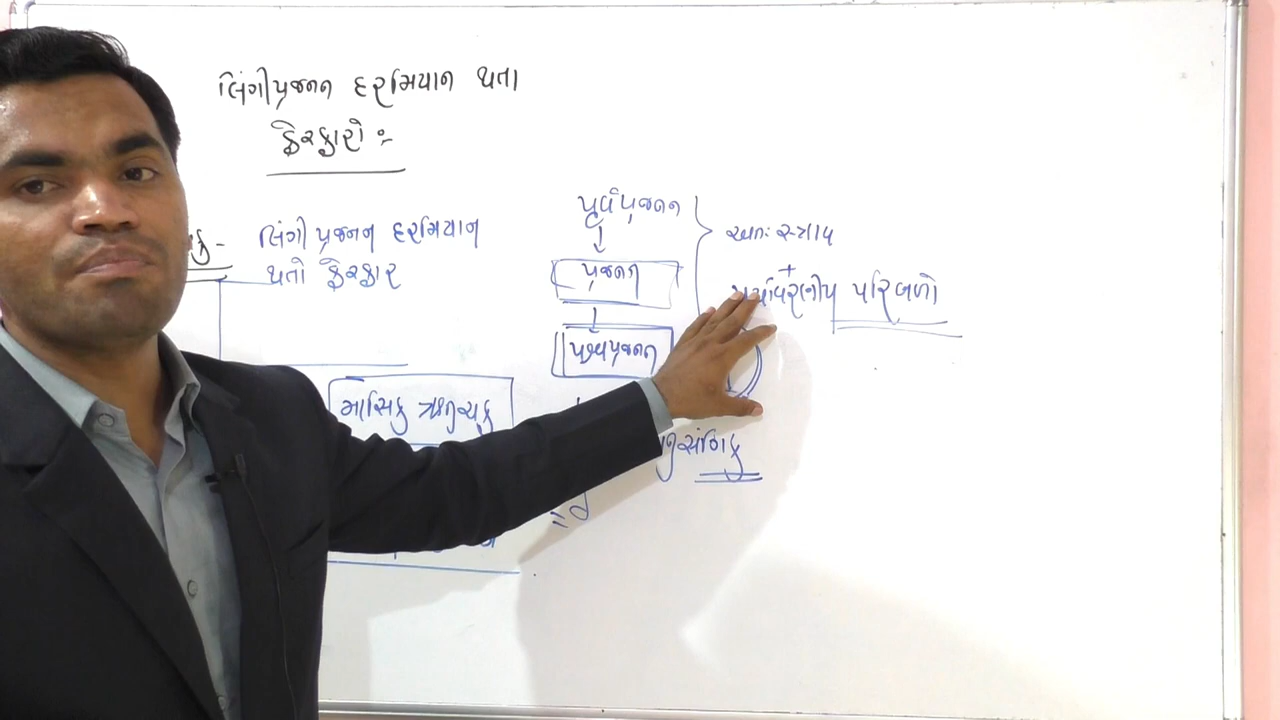 લિંગીપ્રજનન દરમિયાન થતા
ફેરફારો :-
લિંગી પ્રજનન દરમિયાન
થતો ફેરફાર
માસિક ઋતુચક્ર
પૂર્વપ્રજનન
પ્રજનન
પશ્ચપ્રજનન
અંતઃસ્ત્રાવ
+
પર્યાવરણીય પરિબળો